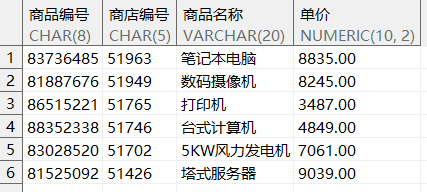 商品编号 商店编号 商品名称 单价
CHAR(8) CHAR(5) VARCHAR(20) NUMERIC(10, 2)
1 83736485 51963 笔记本电脑 8835.00
2 81887676 51949 数码摄像机 8245.00
3 86515221 51765 打印机 3487.00
4 88352338 51746 台式计算机 4849.00
5 83028520 51702 5KW风力发电机 7061.00
6 81525092 51426 塔式服务器 9039.00